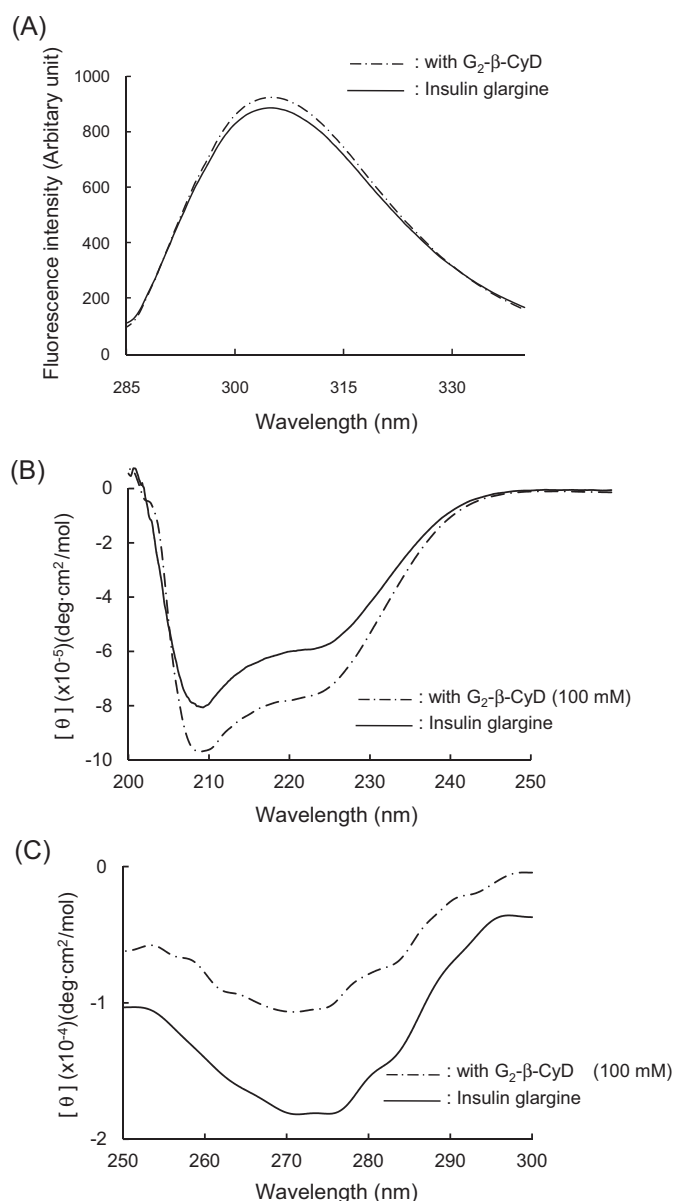 (A)
: with G₂-β-CyD
: Insulin glargine
Fluorescence intensity (Arbitary unit)
1000
800
600
400
200
0
285 300 315 330
Wavelength (nm)
(B)
[ θ ] (x10⁻⁵)(deg·cm²/mol)
0
-2
-4
-6
-8
-10
: with G₂-β-CyD (100 mM)
: Insulin glargine
200 210 220 230 240 250
Wavelength (nm)
(C)
[ θ ] (x10⁻⁴)(deg·cm²/mol)
0
-1
-2
: with G₂-β-CyD (100 mM)
: Insulin glargine
250 260 270 280 290 300
Wavelength (nm)